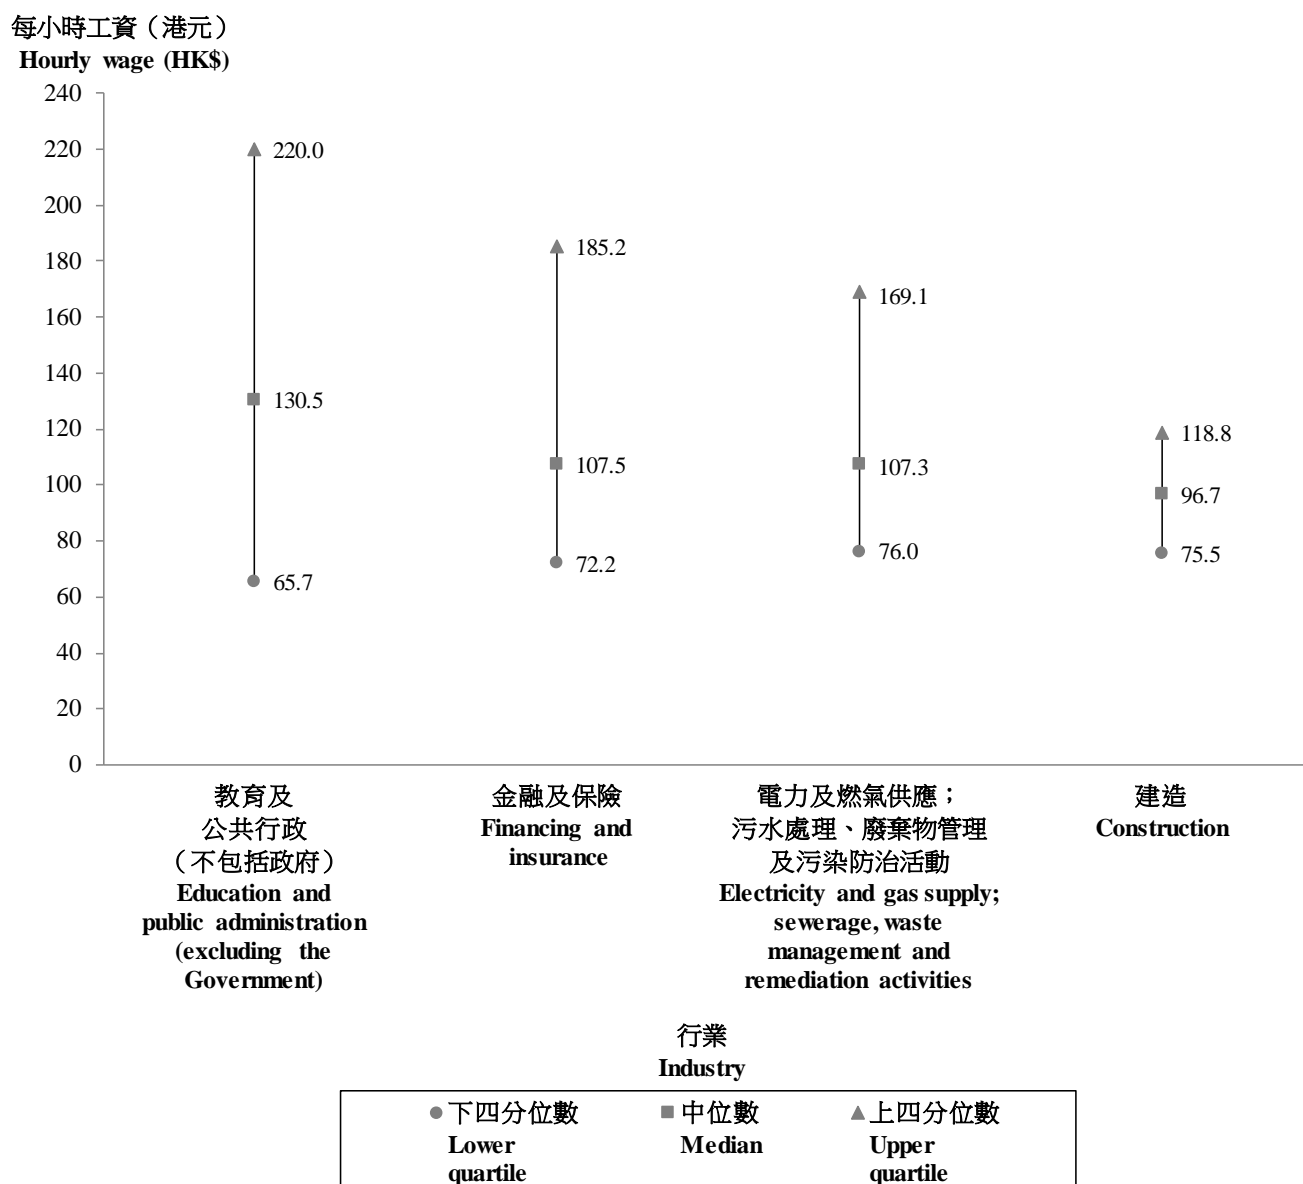 每小時工資（港元）
Hourly wage (HK$)
240
220
200
180
160
140
120
100
80
60
40
20
0
220.0
130.5
65.7
185.2
107.5
72.2
169.1
107.3
76.0
118.8
96.7
75.5
教育及
公共行政
（不包括政府）
Education and
public administration
(excluding the
Government)
金融及保險
Financing and
insurance
電力及燃氣供應；
污水處理、廢棄物管理
及污染防治活動
Electricity and gas supply;
sewerage, waste
management and
remediation activities
建造
Construction
行業
Industry
下四分位數
Lower
quartile
中位數
Median
上四分位數
Upper
quartile